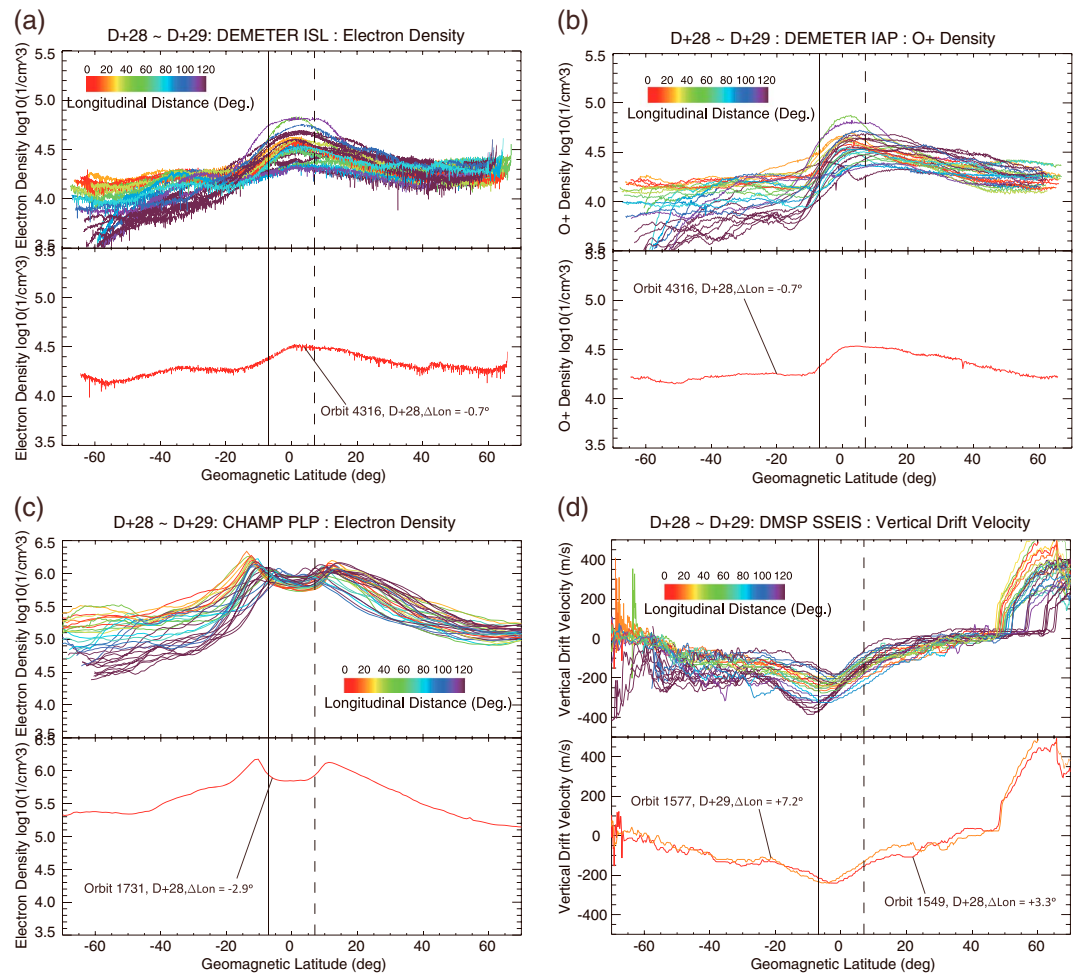 (a)
D+28 ~ D+29: DEMETER ISL : Electron Density
Electron Density log10(1/cm^3)
5.5
5.0
4.5
4.0
3.5
0 20 40 60 80 100 120
Longitudinal Distance (Deg.)
Electron Density log10(1/cm^3)
5.5
5.0
4.5
4.0
3.5
Orbit 4316, D+28,ΔLon = -0.7°
-60 -40 -20 0 20 40 60
Geomagnetic Latitude (deg)
(b)
D+28 ~ D+29 : DEMETER IAP : O+ Density
O+ Density log10(1/cm^3)
5.5
5.0
4.5
4.0
3.5
0 20 40 60 80 100 120
Longitudinal Distance (Deg.)
O+ Density log10(1/cm^3)
5.5
5.0
4.5
4.0
3.5
Orbit 4316, D+28,ΔLon = -0.7°
-60 -40 -20 0 20 40 60
Geomagnetic Latitude (deg)
(c)
D+28 ~ D+29: CHAMP PLP : Electron Density
Electron Density log10(1/cm^3)
6.5
6.0
5.5
5.0
4.5
4.0
3.5
0 20 40 60 80 100 120
Longitudinal Distance (Deg.)
Electron Density log10(1/cm^3)
6.5
6.0
5.5
5.0
4.5
4.0
3.5
Orbit 1731, D+28,ΔLon = -2.9°
-60 -40 -20 0 20 40 60
Geomagnetic Latitude (deg)
(d)
D+28 ~ D+29: DMSP SSEIS : Vertical Drift Velocity
Vertical Drift Velocity (m/s)
400
200
0
-200
-400
0 20 40 60 80 100 120
Longitudinal Distance (Deg.)
Vertical Drift Velocity (m/s)
400
200
0
-200
-400
Orbit 1577, D+29,ΔLon = +7.2°
Orbit 1549, D+28,ΔLon = +3.3°
-60 -40 -20 0 20 40 60
Geomagnetic Latitude (deg)